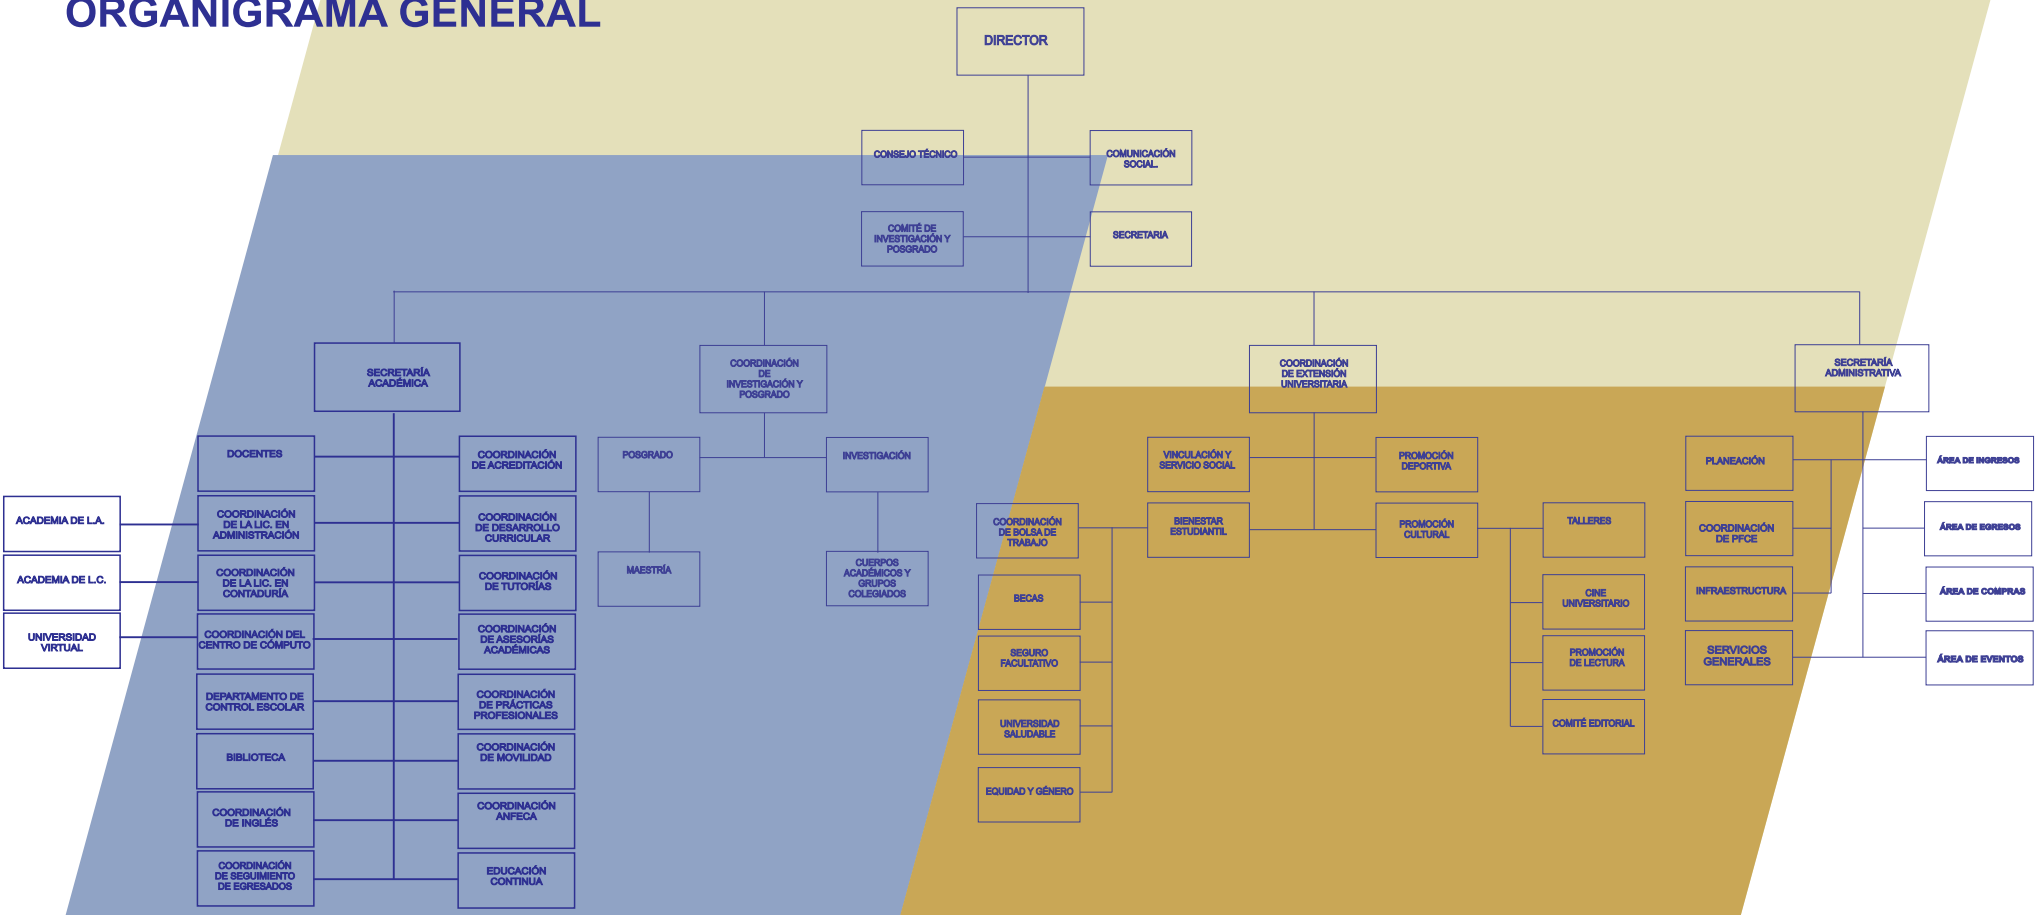 ORGANIGRAMA GENERAL
DIRECTOR
CONSEJO TÉCNICO
COMUNICACIÓN
SOCIAL.
COMITÉ DE
INVESTIGACIÓN Y
POSGRADO
SECRETARIA
SECRETARÍA
ACADÉMICA
COORDINACIÓN
DE
INVESTIGACIÓN Y
POSGRADO
COORDINACIÓN
DE EXTENSIÓN
UNIVERSITARIA
SECRETARÍA
ADMINISTRATIVA
DOCENTES
COORDINACIÓN
DE ACREDITACIÓN
ACADEMIA DE L.A.
COORDINACIÓN
DE LA LIC. EN
ADMINISTRACIÓN
COORDINACIÓN
DE DESARROLLO
CURRICULAR
ACADEMIA DE L.C.
COORDINACIÓN
DE LA LIC. EN
CONTADURÍA
COORDINACIÓN
DE TUTORÍAS
UNIVERSIDAD
VIRTUAL
COORDINACIÓN DEL
CENTRO DE CÓMPUTO
COORDINACIÓN
DE ASESORÍAS
ACADÉMICAS
DEPARTAMENTO DE
CONTROL ESCOLAR
COORDINACIÓN
DE PRÁCTICAS
PROFESIONALES
BIBLIOTECA
COORDINACIÓN
DE MOVILIDAD
COORDINACIÓN
DE INGLÉS
COORDINACIÓN
ANFECA
COORDINACIÓN
DE SEGUIMIENTO
DE EGRESADOS
EDUCACIÓN
CONTINUA
POSGRADO
INVESTIGACIÓN
MAESTRÍA
CUERPOS
ACADÉMICOS Y
GRUPOS
COLEGIADOS
VINCULACIÓN Y
SERVICIO SOCIAL
PROMOCIÓN
DEPORTIVA
COORDINACIÓN
DE BOLSA DE
TRABAJO
BIENESTAR
ESTUDIANTIL
PROMOCIÓN
CULTURAL
TALLERES
BECAS
CINE
UNIVERSITARIO
SEGURO
FACULTATIVO
PROMOCIÓN
DE LECTURA
UNIVERSIDAD
SALUDABLE
COMITÉ EDITORIAL
EQUIDAD Y GÉNERO
PLANEACIÓN
ÁREA DE INGRESOS
COORDINACIÓN
DE PFCE
ÁREA DE EGRESOS
INFRAESTRUCTURA
ÁREA DE COMPRAS
SERVICIOS
GENERALES
ÁREA DE EVENTOS